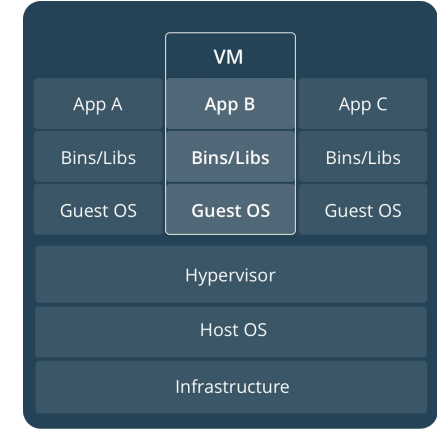 VM
App A App B App C
Bins/Libs Bins/Libs Bins/Libs
Guest OS Guest OS Guest OS
Hypervisor
Host OS
Infrastructure